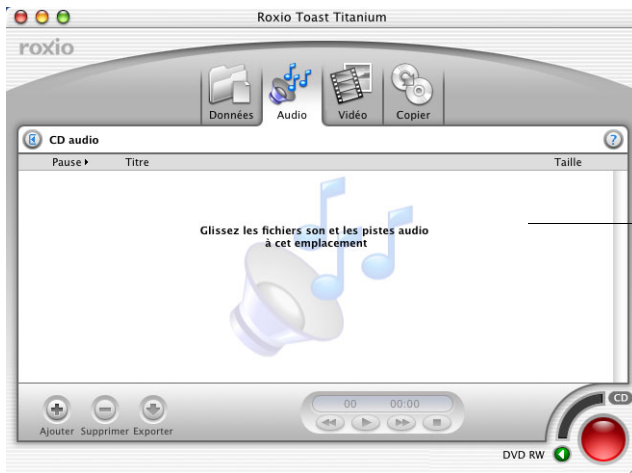 Roxio Toast Titanium
roxio
Données Audio Vidéo Copier
CD audio
Pause Titre Taille
Glissez les fichiers son et les pistes audio
à cet emplacement
00 00:00
CD
Ajouter Supprimer Exporter
DVD RW